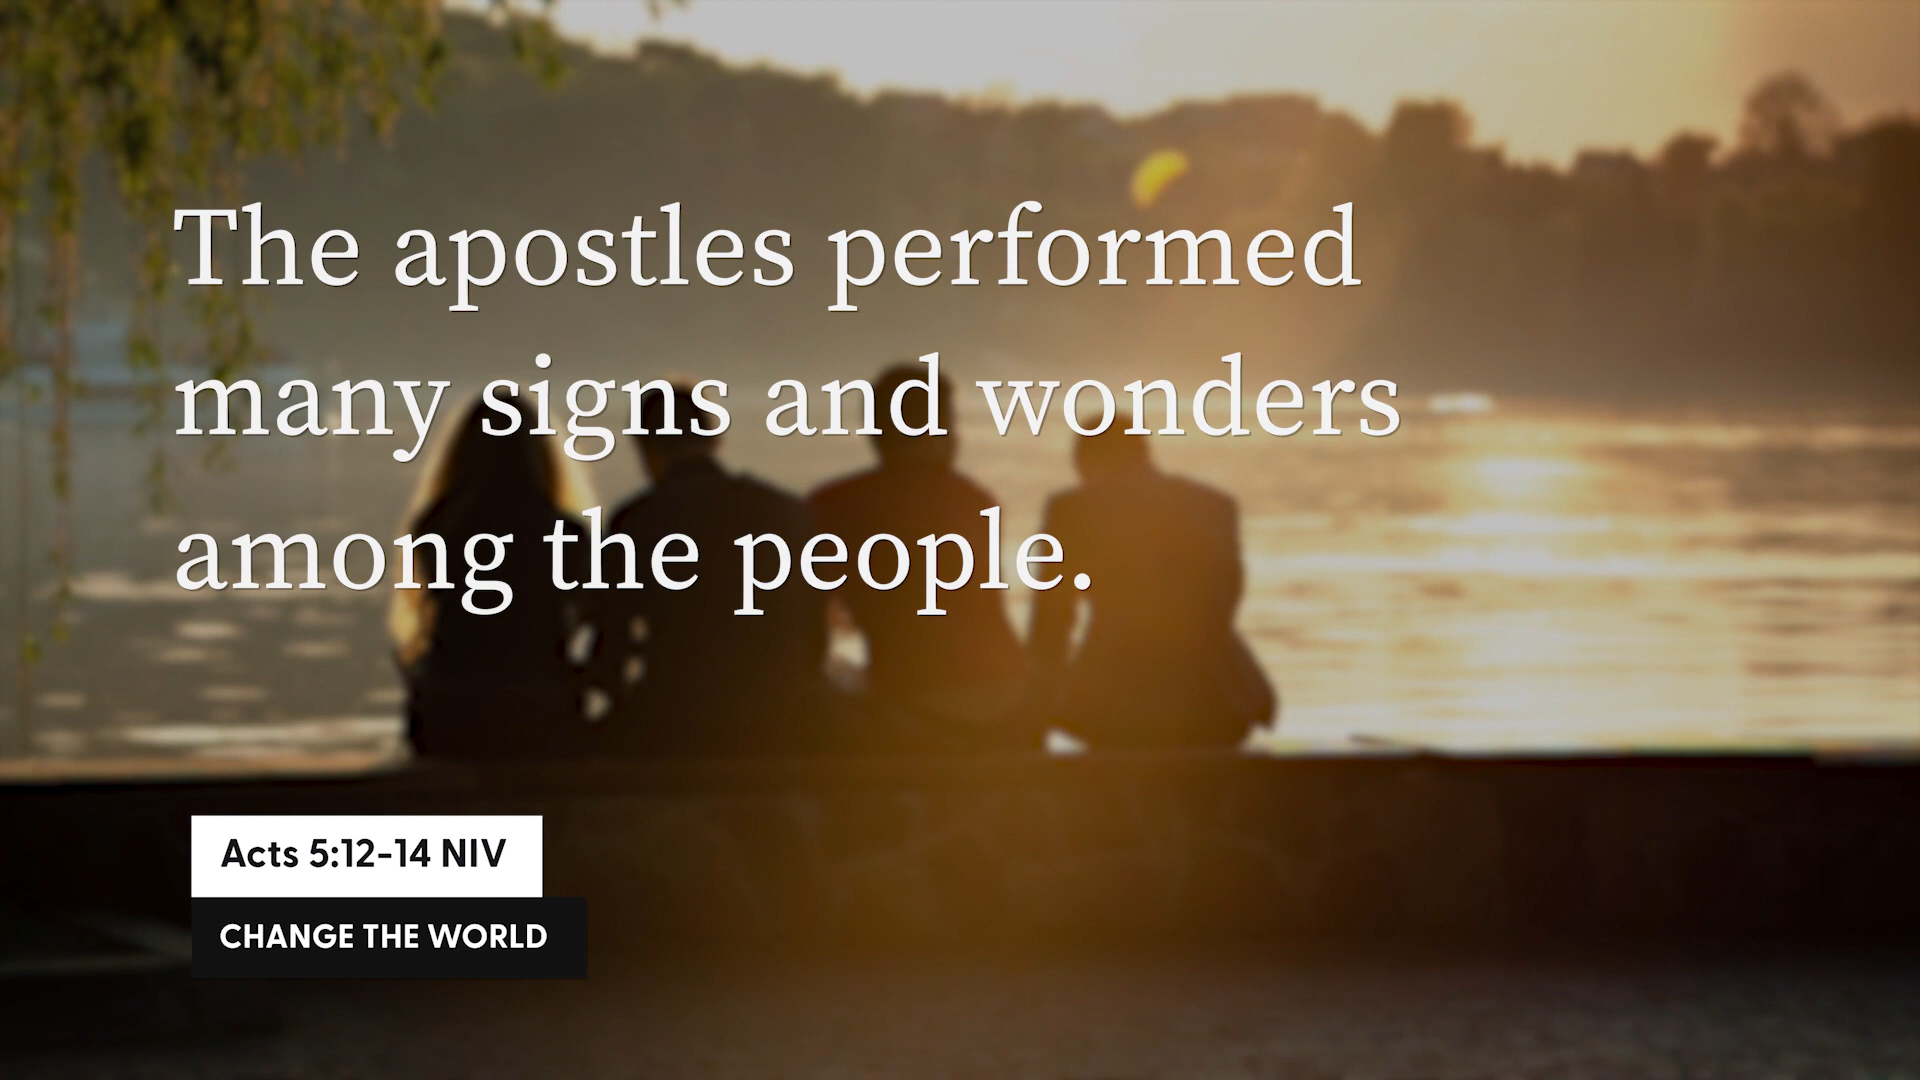 The apostles performed
many signs and wonders
among the people.
Acts 5:12-14 NIV
CHANGE THE WORLD